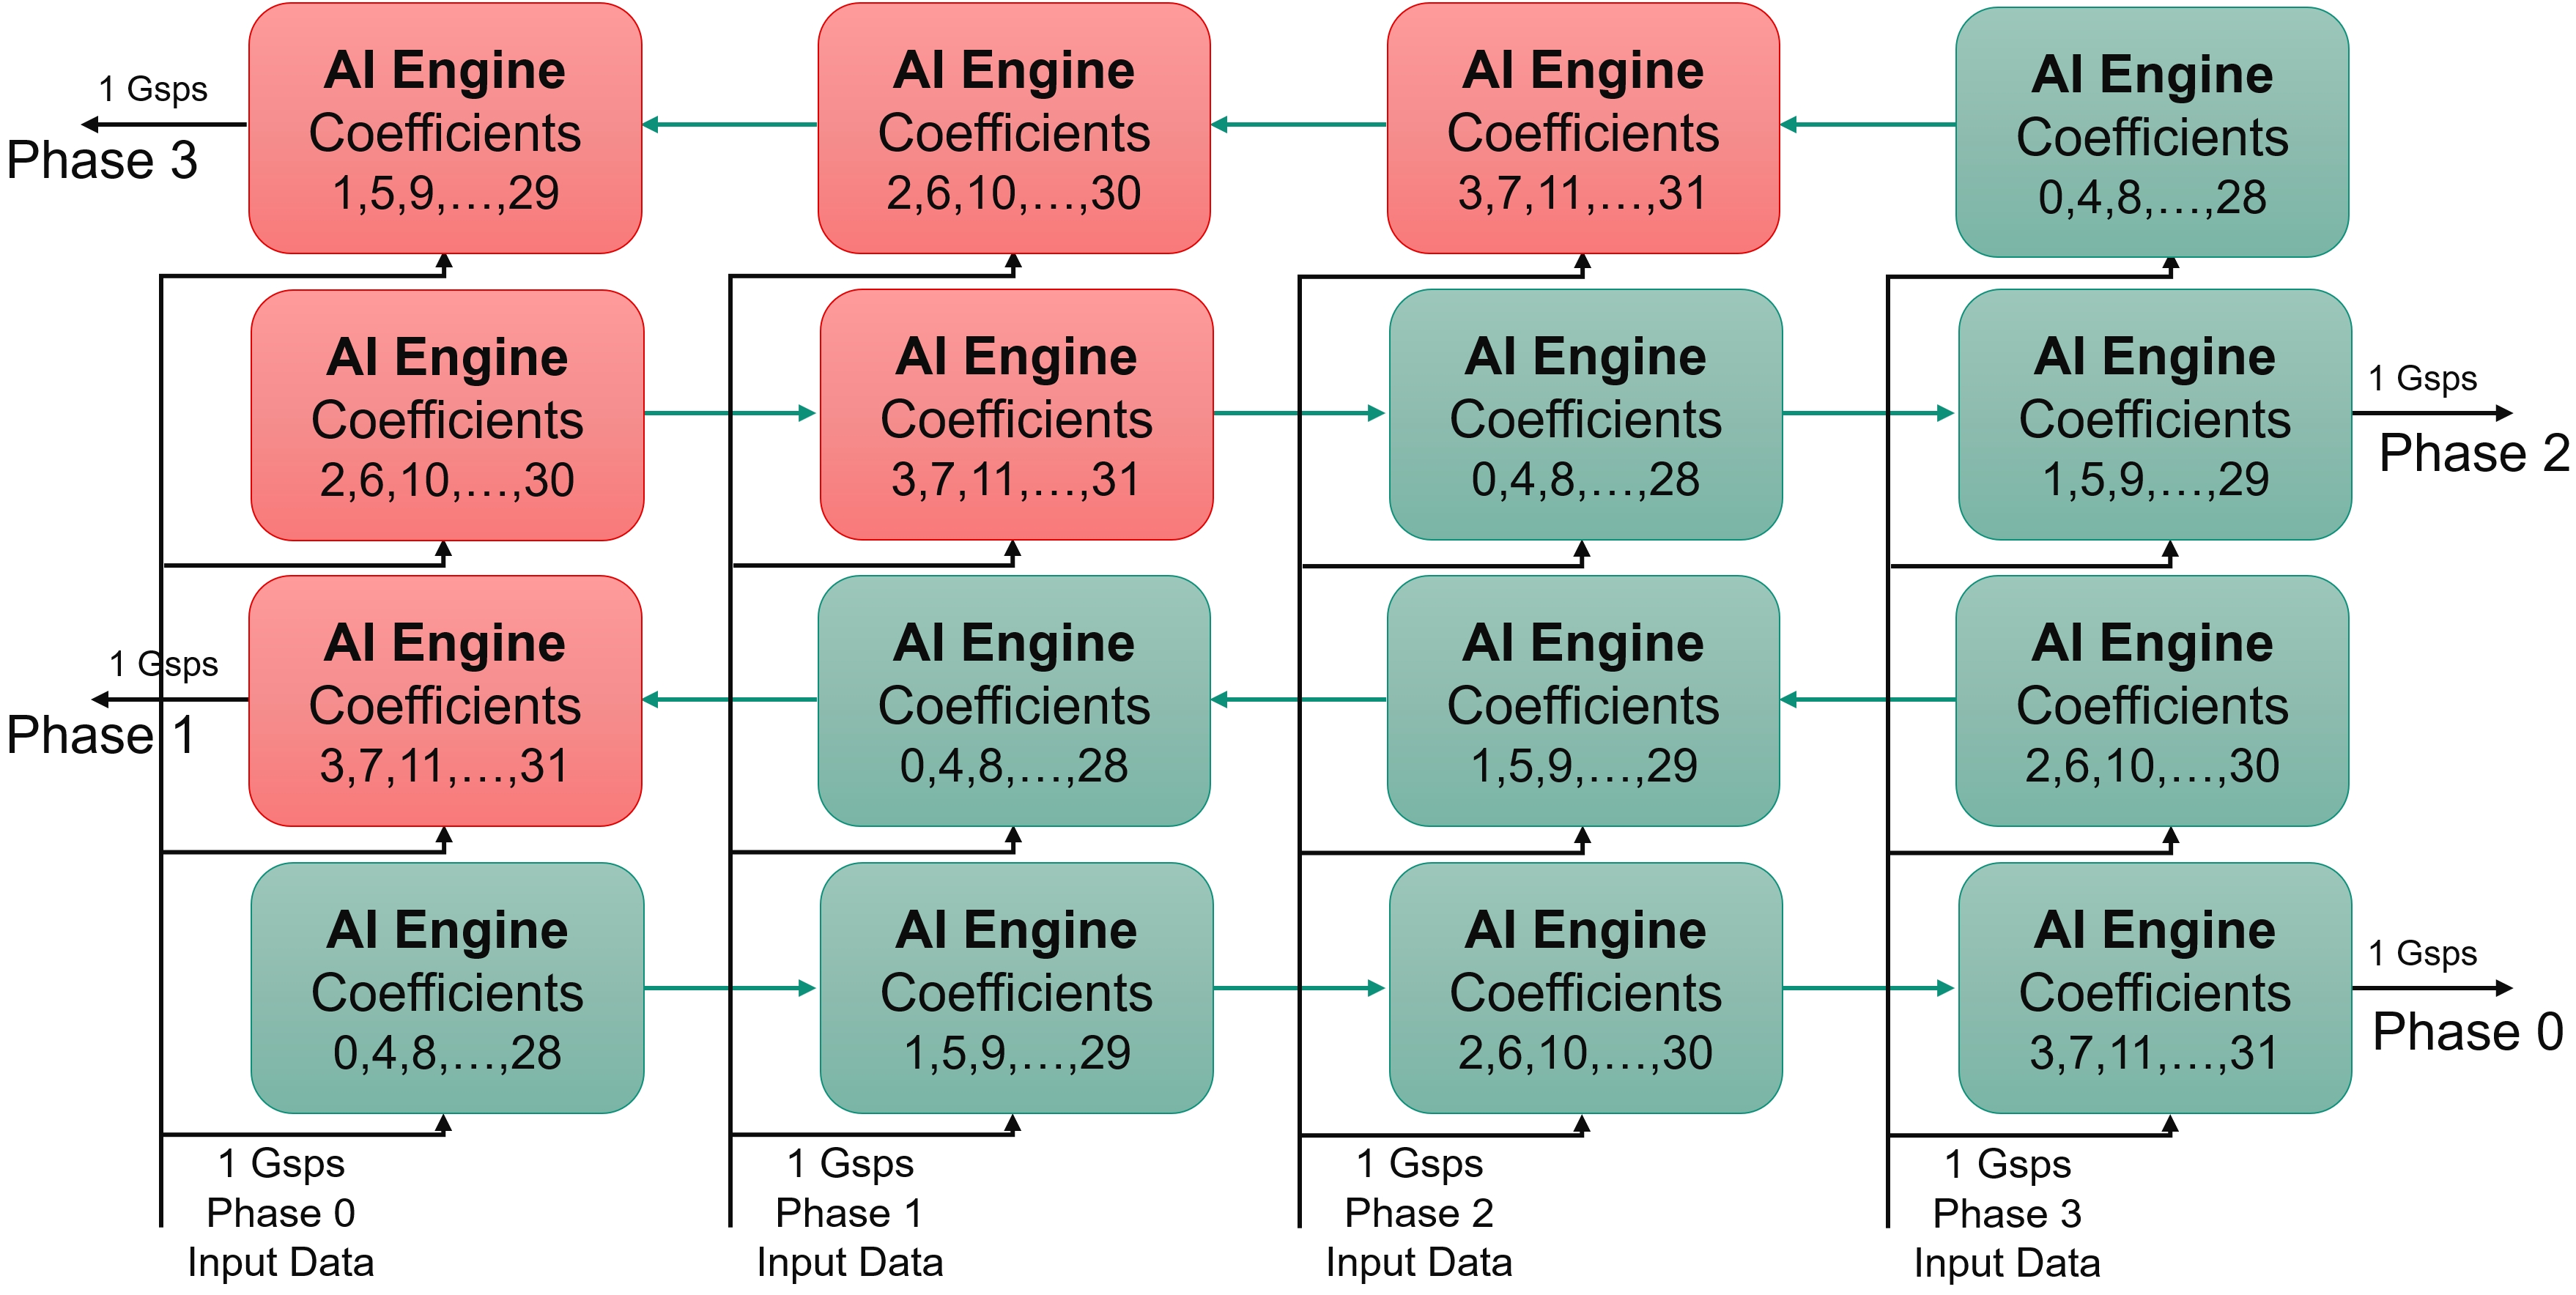 1 Gsps
Phase 3
AI Engine
Coefficients
1,5,9,…,29
AI Engine
Coefficients
2,6,10,…,30
AI Engine
Coefficients
3,7,11,…,31
AI Engine
Coefficients
0,4,8,…,28
AI Engine
Coefficients
2,6,10,…,30
AI Engine
Coefficients
3,7,11,…,31
AI Engine
Coefficients
0,4,8,…,28
AI Engine
Coefficients
1,5,9,…,29
1 Gsps
Phase 2
1 Gsps
Phase 1
AI Engine
Coefficients
3,7,11,…,31
AI Engine
Coefficients
0,4,8,…,28
AI Engine
Coefficients
1,5,9,…,29
AI Engine
Coefficients
2,6,10,…,30
AI Engine
Coefficients
0,4,8,…,28
AI Engine
Coefficients
1,5,9,…,29
AI Engine
Coefficients
2,6,10,…,30
AI Engine
Coefficients
3,7,11,…,31
1 Gsps
Phase 0
1 Gsps
Phase 0
Input Data
1 Gsps
Phase 1
Input Data
1 Gsps
Phase 2
Input Data
1 Gsps
Phase 3
Input Data